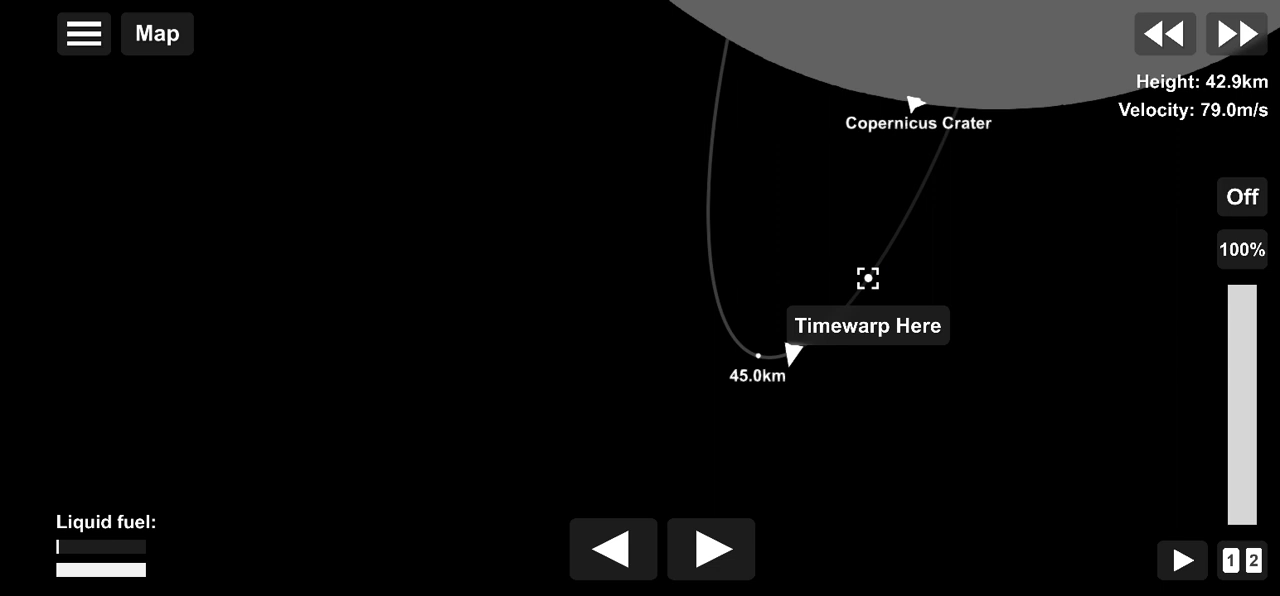 Map
Height: 42.9km
Velocity: 79.0m/s
Copernicus Crater
Off
100%
Timewarp Here
45.0km
Liquid fuel:
1 2